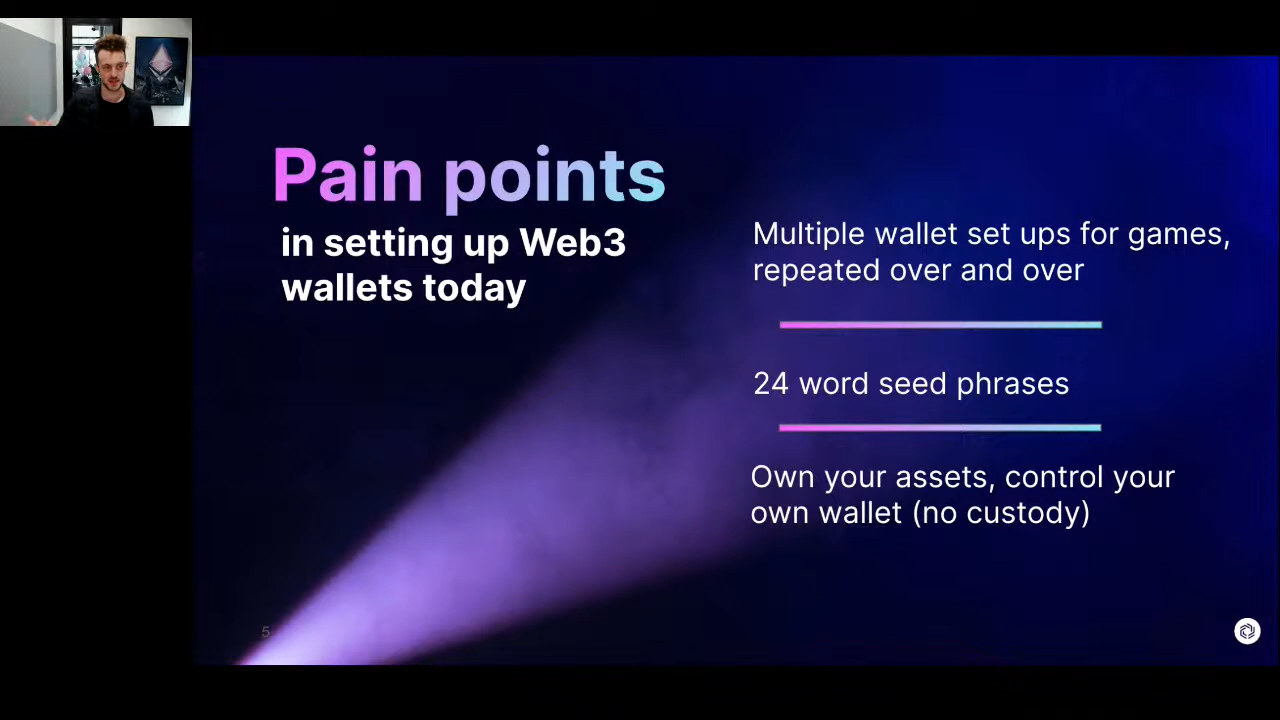 Pain points
in setting up Web3
wallets today
Multiple wallet set ups for games,
repeated over and over
24 word seed phrases
Own your assets, control your
own wallet (no custody)
5